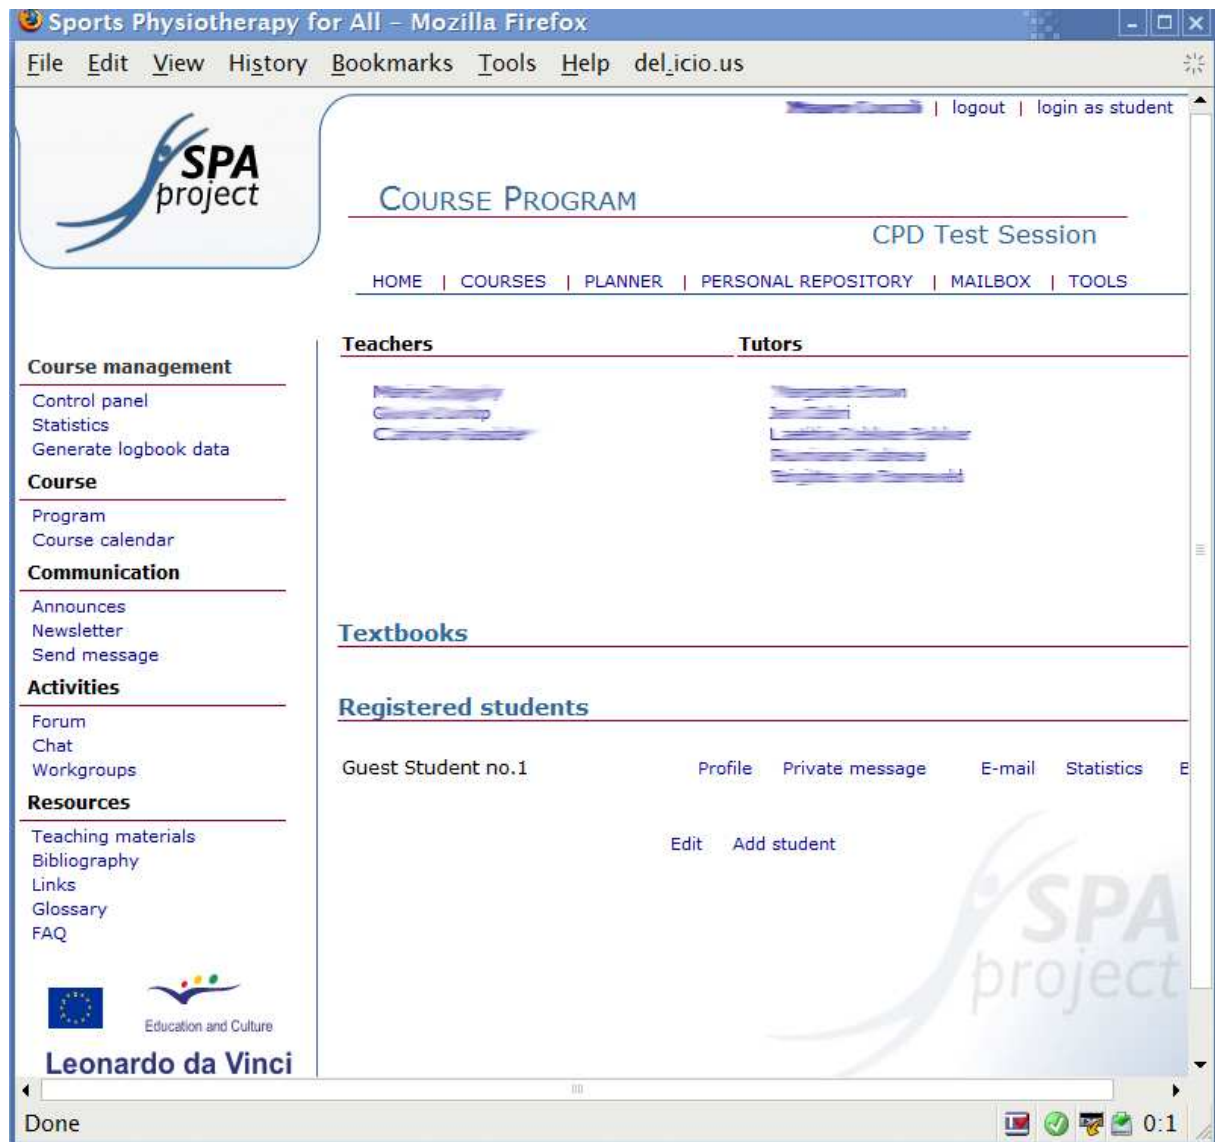 Sports Physiotherapy for All – Mozilla Firefox
File Edit View History Bookmarks Tools Help del_icio.us
| logout | login as student
SPA
project
COURSE PROGRAM
CPD Test Session
HOME | COURSES | PLANNER | PERSONAL REPOSITORY | MAILBOX | TOOLS
Course management
Control panel
Statistics
Generate logbook data
Course
Program
Course calendar
Communication
Announces
Newsletter
Send message
Activities
Forum
Chat
Workgroups
Resources
Teaching materials
Bibliography
Links
Glossary
FAQ
Education and Culture
Leonardo da Vinci
Teachers Tutors
Textbooks
Registered students
Guest Student no.1 Profile Private message E-mail Statistics
Edit Add student
SPA
project
Done 0:1